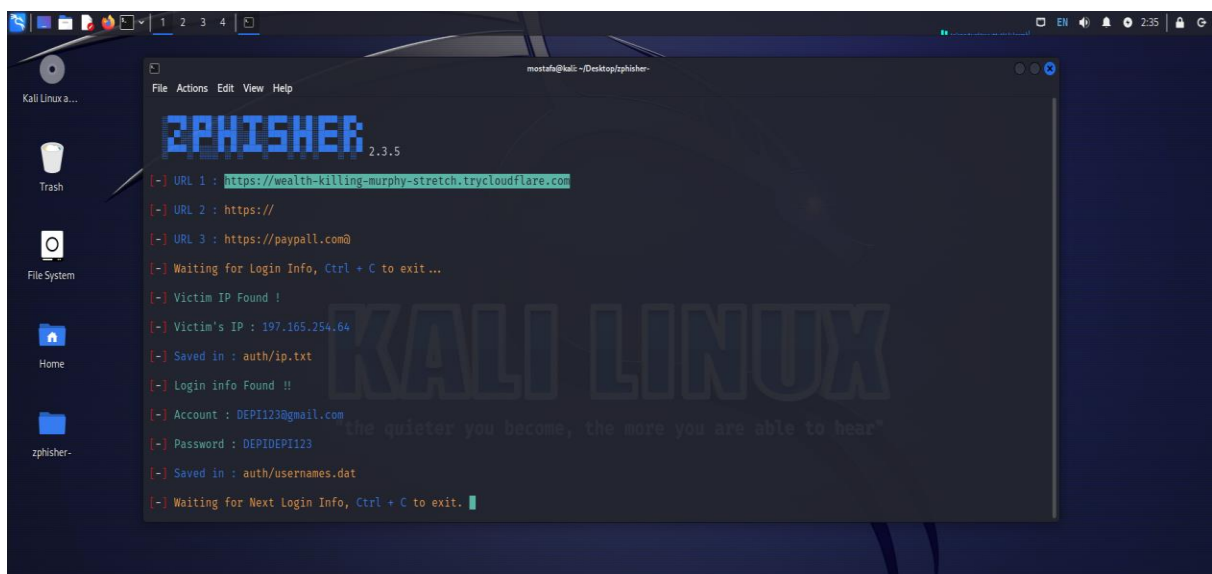 1 2 3 4
EN 2:35
mostafa@kali: ~/Desktop/zphisher-
File Actions Edit View Help
Kali Linux a...
Trash
File System
Home
zphisher-
ZPHISHER 2.3.5
[-] URL 1 : https://wealth-killing-murphy-stretch.trycloudflare.com
[-] URL 2 : https://
[-] URL 3 : https://paypall.com@
[-] Waiting for Login Info, Ctrl + C to exit...
[-] Victim IP Found !
[-] Victim's IP : 197.165.254.64
[-] Saved in : auth/ip.txt
[-] Login info Found !!
[-] Account : DEPI123@gmail.com
[-] Password : DEPIDEPI123
[-] Saved in : auth/usernames.dat
[-] Waiting for Next Login Info, Ctrl + C to exit.
KALI LINUX
"the quieter you become, the more you are able to hear"